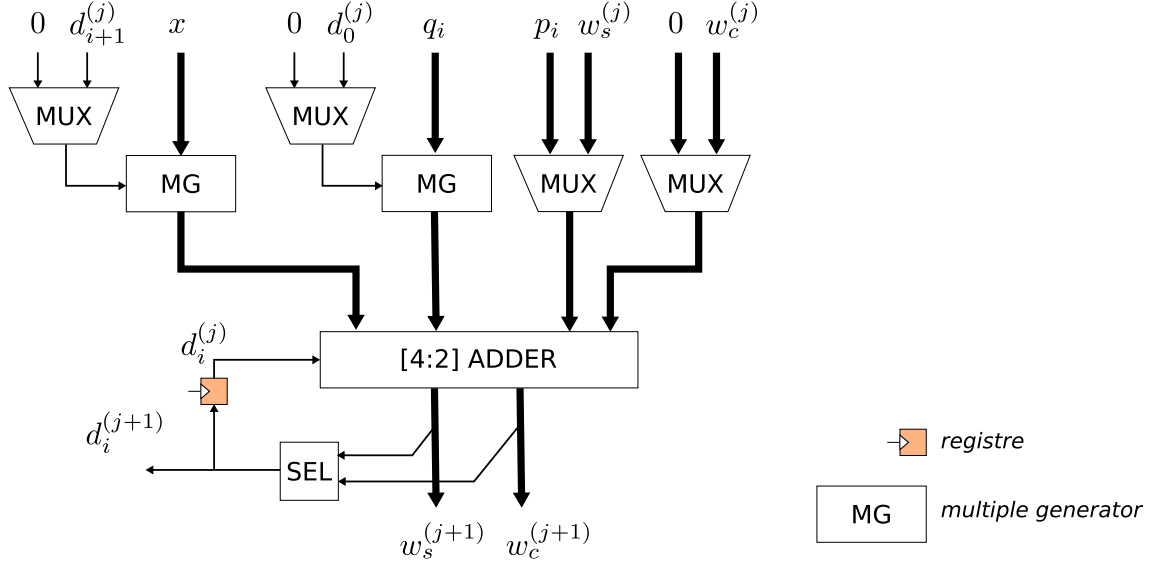 0 d_{i+1}^{(j)} x 0 d_0^{(j)} q_i p_i w_s^{(j)} 0 w_c^{(j)}
MUX MUX
MG MG MUX MUX
d_i^{(j)} [4:2] ADDER
d_i^{(j+1)} registre
SEL
MG multiple generator
w_s^{(j+1)} w_c^{(j+1)}